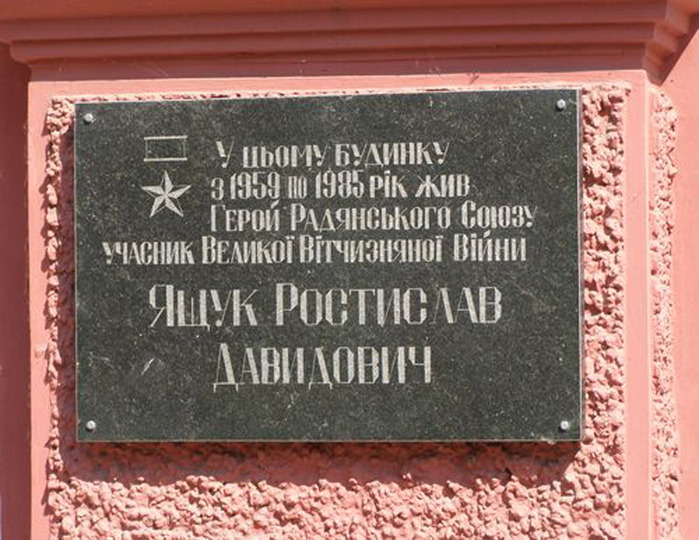 У цьому будинку
з 1959 по 1985 рік жив
Герой Радянського Союзу
учасник Великої Вітчизняної Війни
Ящук Ростислав
Давидович